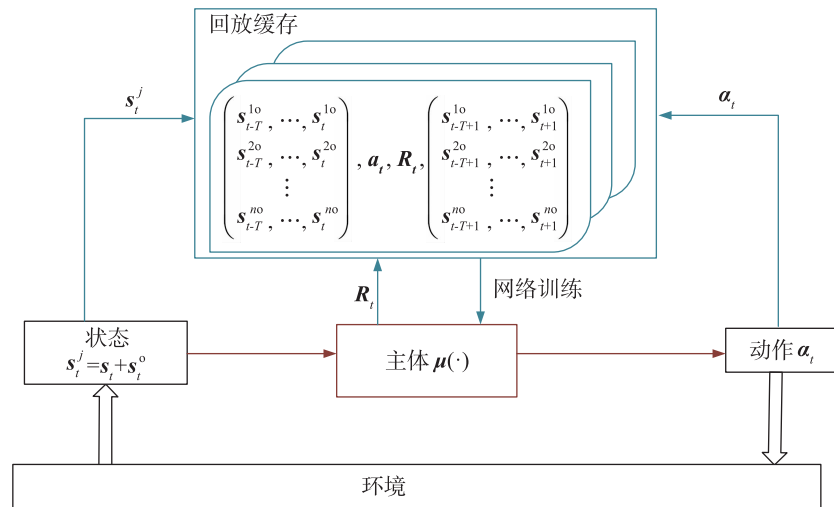 回放缓存
s_t^j
α_t
(s_{t-T}^{1o}, ⋯, s_t^{1o}
s_{t-T}^{2o}, ⋯, s_t^{2o}
⋮
s_{t-T}^{no}, ⋯, s_t^{no})
, a_t, R_t,
(s_{t-T+1}^{1o}, ⋯, s_{t+1}^{1o}
s_{t-T+1}^{2o}, ⋯, s_{t+1}^{2o}
⋮
s_{t-T+1}^{no}, ⋯, s_{t+1}^{no})
R_t
网络训练
状态
s_t^j=s_t+s_t^o
主体 μ(·)
动作 α_t
环境